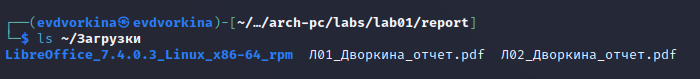 (evdvorkina㉿evdvorkina)-[~/…/arch-pc/labs/lab01/report]
$ ls ~/Загрузки
LibreOffice_7.4.0.3_Linux_x86-64_rpm Л01_Дворкина_отчет.pdf Л02_Дворкина_отчет.pdf